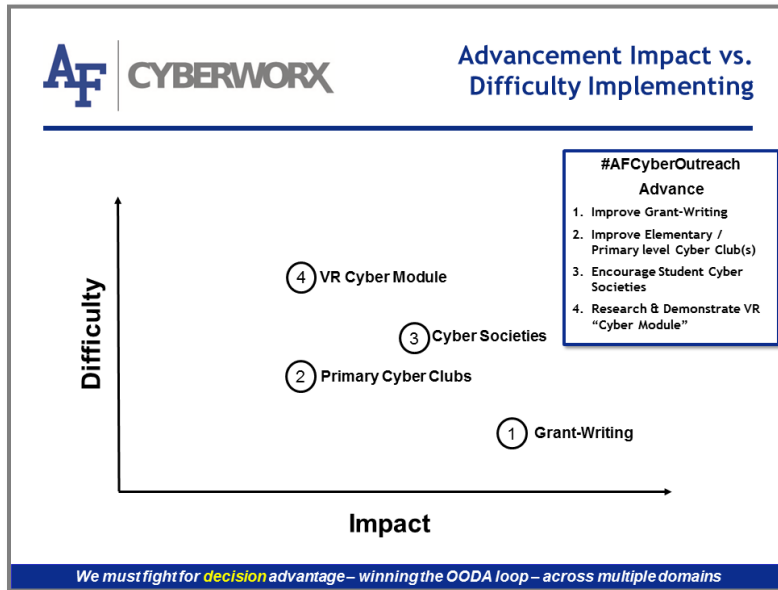 AF CYBERWORX
Advancement Impact vs.
Difficulty Implementing
#AFCyberOutreach
Advance
1. Improve Grant-Writing
2. Improve Elementary /
Primary level Cyber Club(s)
3. Encourage Student Cyber
Societies
4. Research & Demonstrate VR
“Cyber Module”
Difficulty
4 VR Cyber Module
3 Cyber Societies
2 Primary Cyber Clubs
1 Grant-Writing
Impact
We must fight for decision advantage – winning the OODA loop – across multiple domains